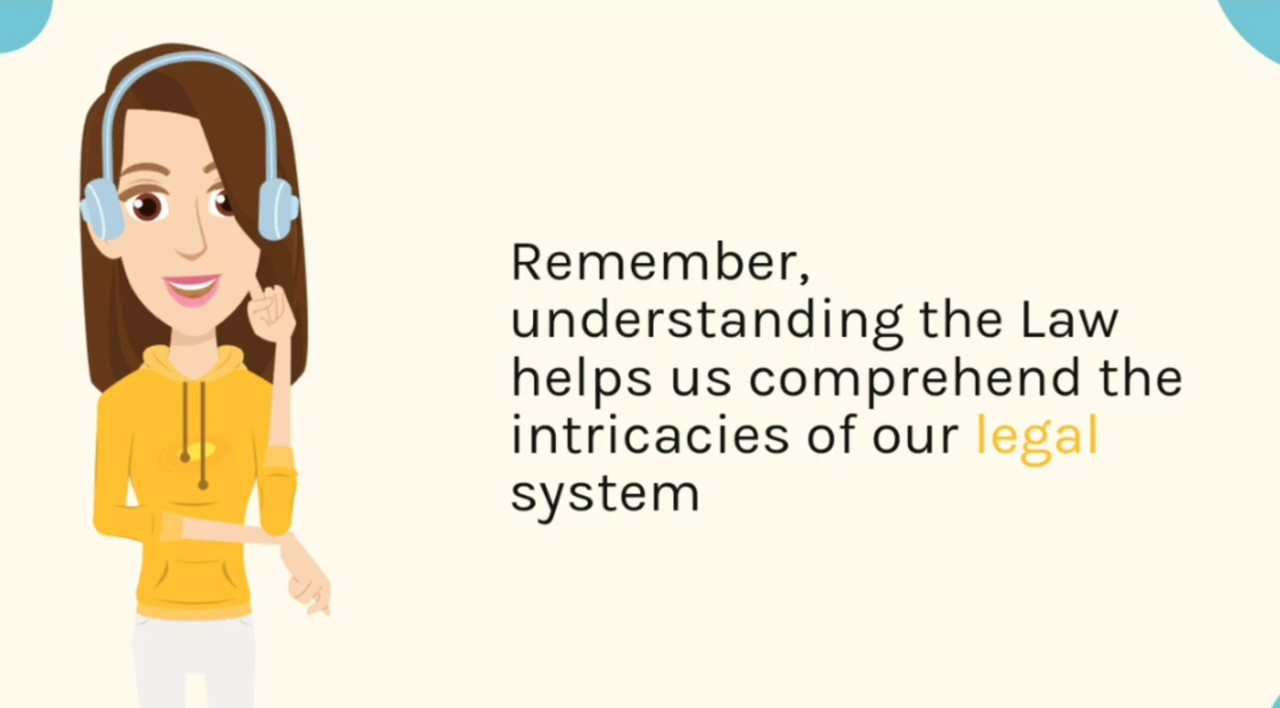 Remember,
understanding the Law
helps us comprehend the
intricacies of our legal
system